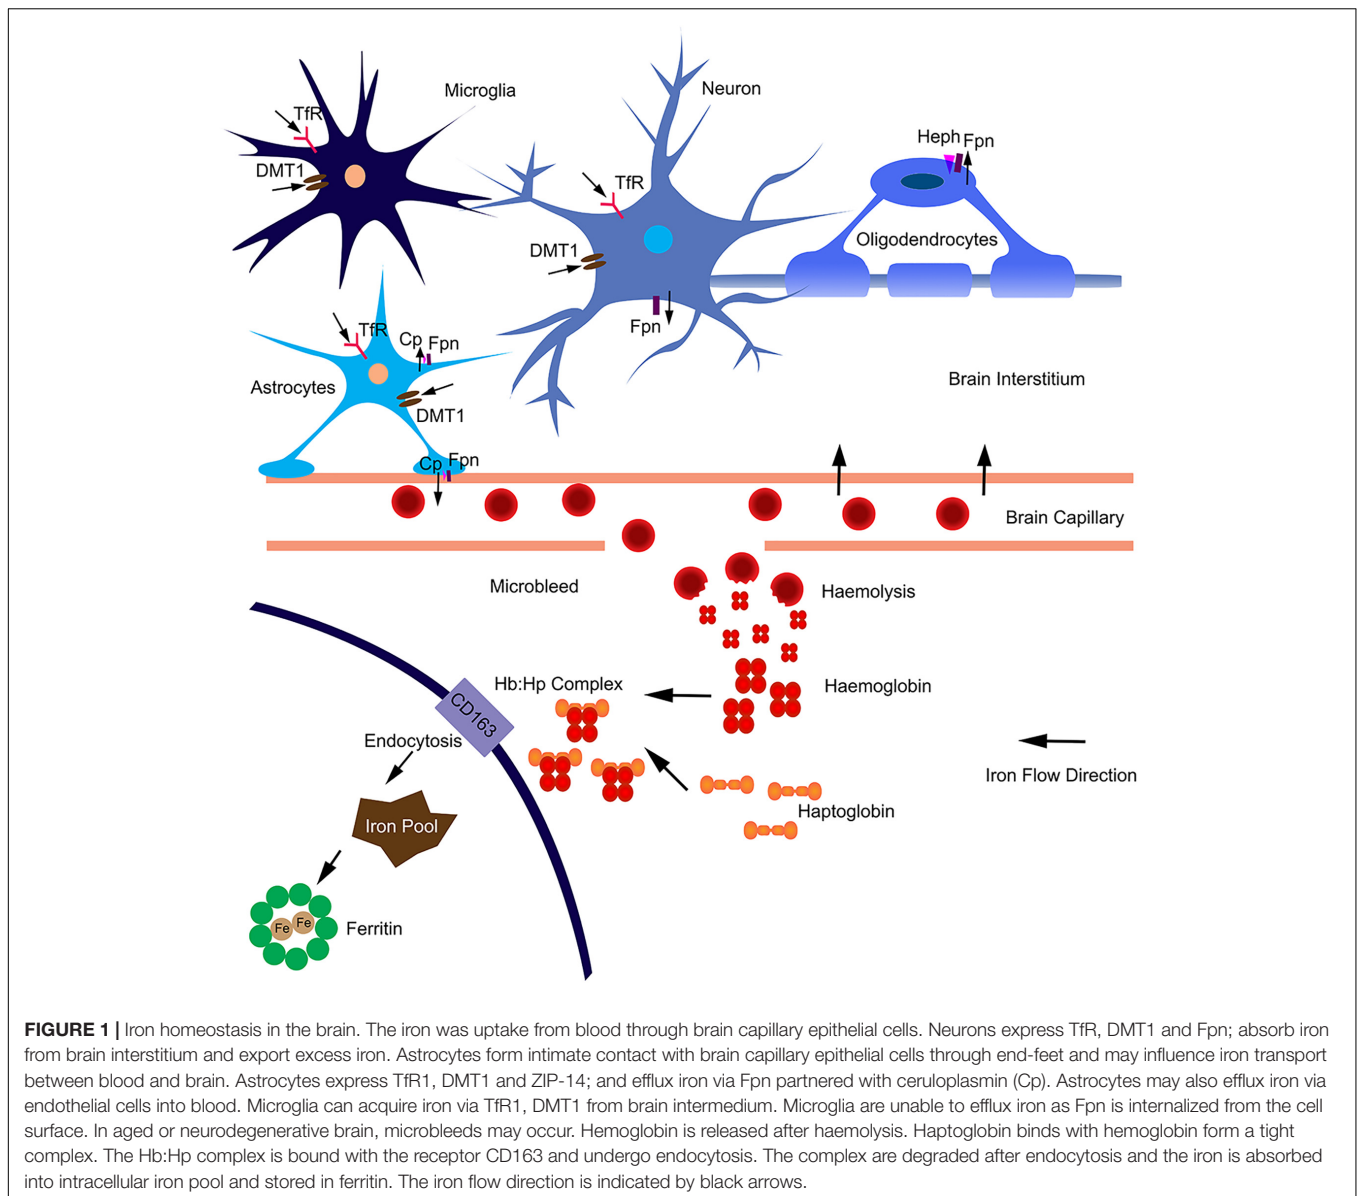 Microglia
TfR
DMT1
Neuron
TfR
DMT1
Fpn
Heph Fpn
Oligodendrocytes
TfR
Cp Fpn
Astrocytes
DMT1
Cp Fpn
Brain Interstitium
Brain Capillary
Microbleed
Haemolysis
Hb:Hp Complex
Haemoglobin
CD163
Endocytosis
Iron Flow Direction
Haptoglobin
Iron Pool
Fe Fe
Ferritin
FIGURE 1 | Iron homeostasis in the brain. The iron was uptake from blood through brain capillary epithelial cells. Neurons express TfR, DMT1 and Fpn; absorb iron
from brain interstitium and export excess iron. Astrocytes form intimate contact with brain capillary epithelial cells through end-feet and may influence iron transport
between blood and brain. Astrocytes express TfR1, DMT1 and ZIP-14; and efflux iron via Fpn partnered with ceruloplasmin (Cp). Astrocytes may also efflux iron via
endothelial cells into blood. Microglia can acquire iron via TfR1, DMT1 from brain intermedium. Microglia are unable to efflux iron as Fpn is internalized from the cell
surface. In aged or neurodegenerative brain, microbleeds may occur. Hemoglobin is released after haemolysis. Haptoglobin binds with hemoglobin form a tight
complex. The Hb:Hp complex is bound with the receptor CD163 and undergo endocytosis. The complex are degraded after endocytosis and the iron is absorbed
into intracellular iron pool and stored in ferritin. The iron flow direction is indicated by black arrows.